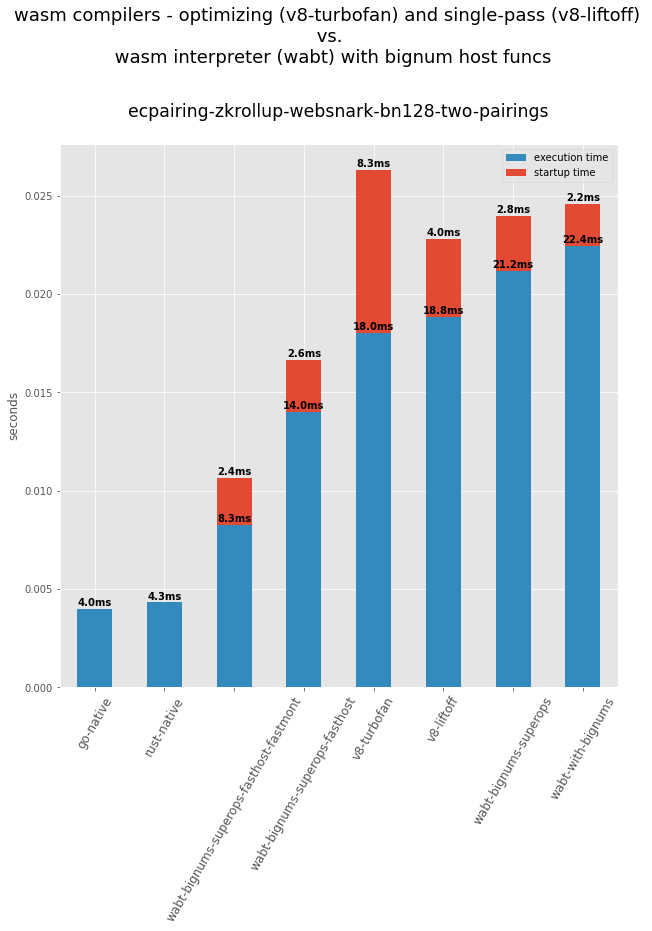 wasm compilers - optimizing (v8-turbofan) and single-pass (v8-liftoff)
vs.
wasm interpreter (wabt) with bignum host funcs
ecpairing-zkrollup-websnark-bn128-two-pairings
execution time
startup time
seconds
0.025
0.020
0.015
0.010
0.005
0.000
4.0ms
4.3ms
2.4ms
8.3ms
2.6ms
14.0ms
8.3ms
18.0ms
4.0ms
18.8ms
2.8ms
21.2ms
2.2ms
22.4ms
go-native
rust-native
wabt-bignums-superops-fasthost-fastmont
wabt-bignums-superops-fasthost
v8-turbofan
v8-liftoff
wabt-bignums-superops
wabt-with-bignums